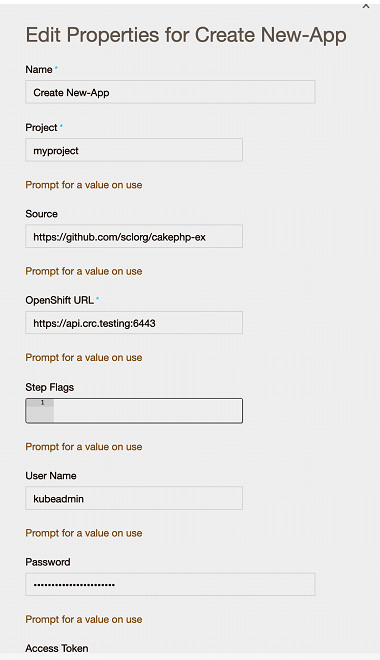 Edit Properties for Create New-App
Name *
Create New-App
Project *
myproject
Prompt for a value on use
Source
https://github.com/sclorg/cakephp-ex
Prompt for a value on use
OpenShift URL *
https://api.crc.testing:6443
Prompt for a value on use
Step Flags
1
Prompt for a value on use
User Name
kubeadmin
Prompt for a value on use
Password
•••••••••••••••••••••••
Prompt for a value on use
Access Token